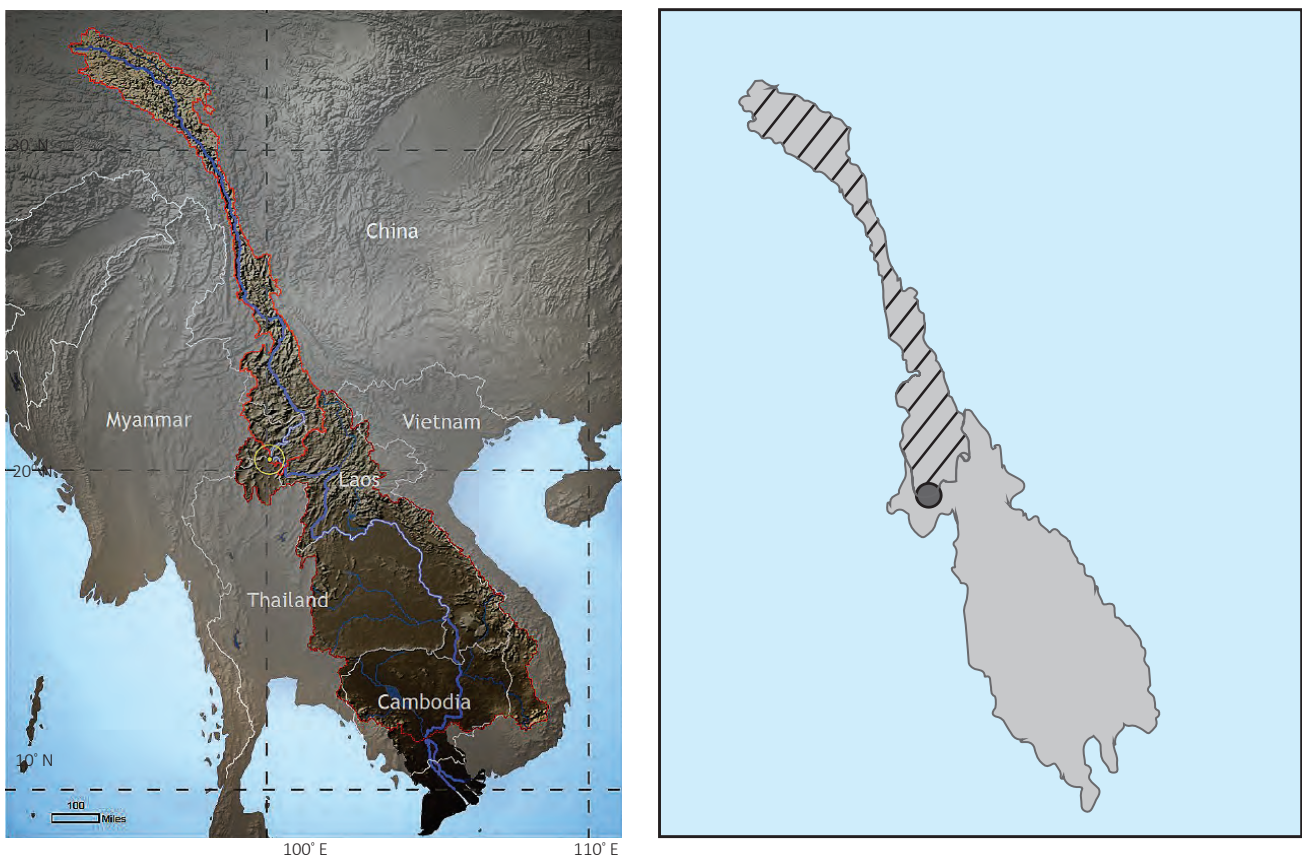 30° N
China
Myanmar
Vietnam
20° N
Laos
Thailand
Cambodia
10° N
100
Miles
100° E
110° E